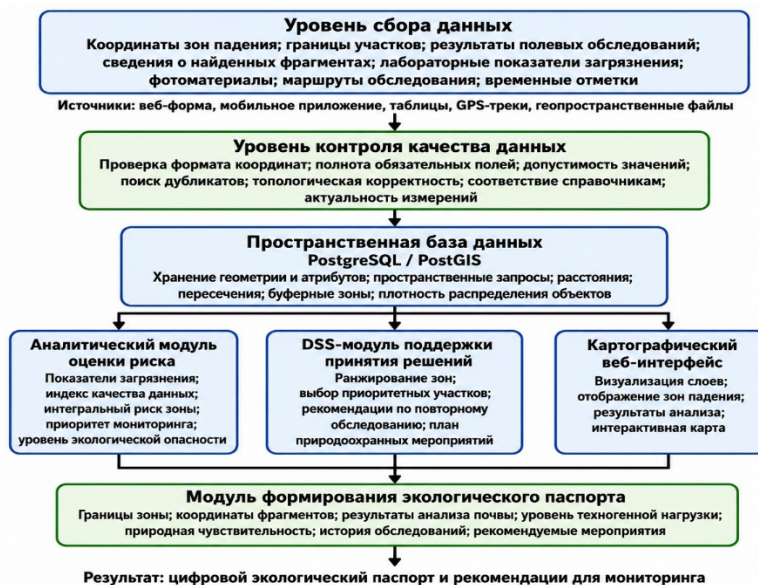 Уровень сбора данных
Координаты зон падения; границы участков; результаты полевых обследований;
сведения о найденных фрагментах; лабораторные показатели загрязнения;
фотоматериалы; маршруты обследования; временные отметки
Источники: веб-форма, мобильное приложение, таблицы, GPS-треки, геопространственные файлы
Уровень контроля качества данных
Проверка формата координат; полнота обязательных полей; допустимость значений;
поиск дубликатов; топологическая корректность; соответствие справочникам;
актуальность измерений
Пространственная база данных
PostgreSQL / PostGIS
Хранение геометрии и атрибутов; пространственные запросы; расстояния;
пересечения; буферные зоны; плотность распределения объектов
Аналитический модуль
оценки риска
Показатели загрязнения;
индекс качества данных;
интегральный риск зоны;
приоритет мониторинга;
уровень экологической опасности
DSS-модуль поддержки
принятия решений
Ранжирование зон;
выбор приоритетных участков;
рекомендации по повторному
обследованию; план
природоохранных мероприятий
Картографический
веб-интерфейс
Визуализация слоев;
отображение зон падения;
результаты анализа;
интерактивная карта
Модуль формирования экологического паспорта
Границы зоны; координаты фрагментов; результаты анализа почвы; уровень техногенной нагрузки;
природная чувствительность; история обследований; рекомендуемые мероприятия
Результат: цифровой экологический паспорт и рекомендации для мониторинга